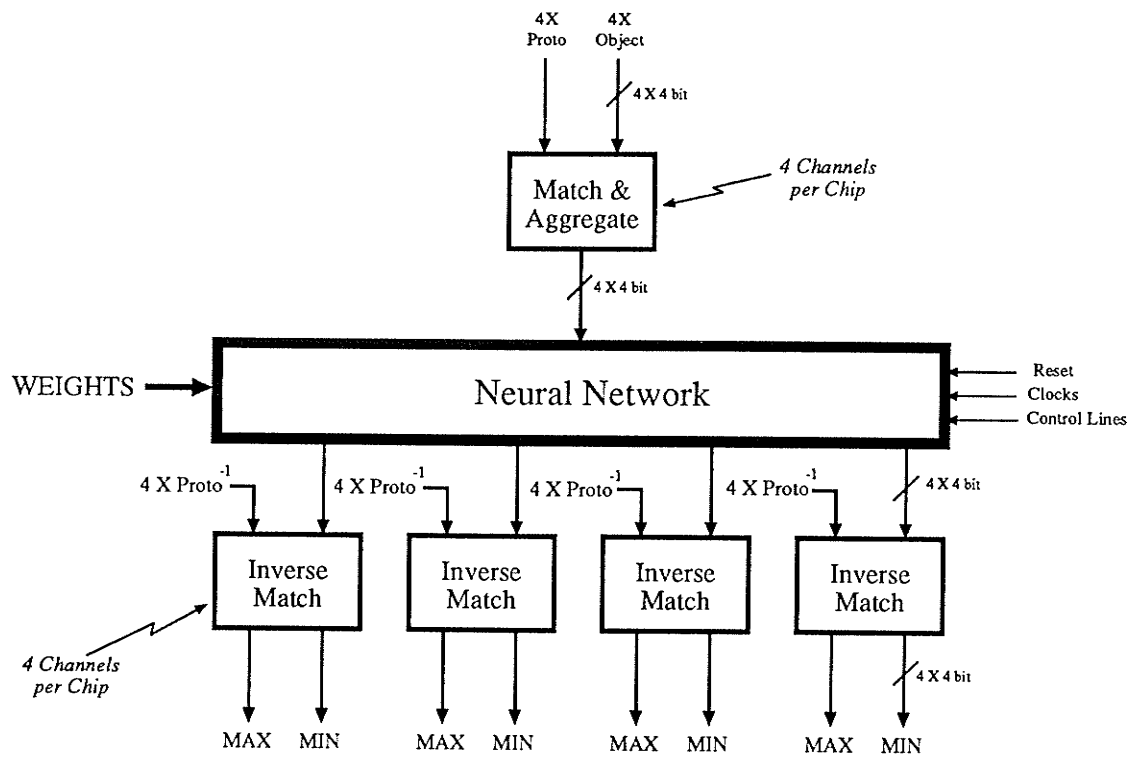 4X
Proto
4X
Object
4 X 4 bit
Match &
Aggregate
4 Channels
per Chip
4 X 4 bit
WEIGHTS
Neural Network
Reset
Clocks
Control Lines
4 X Proto⁻¹
4 X Proto⁻¹
4 X Proto⁻¹
4 X Proto⁻¹
4 X 4 bit
Inverse
Match
Inverse
Match
Inverse
Match
Inverse
Match
4 Channels
per Chip
4 X 4 bit
MAX
MIN
MAX
MIN
MAX
MIN
MAX
MIN